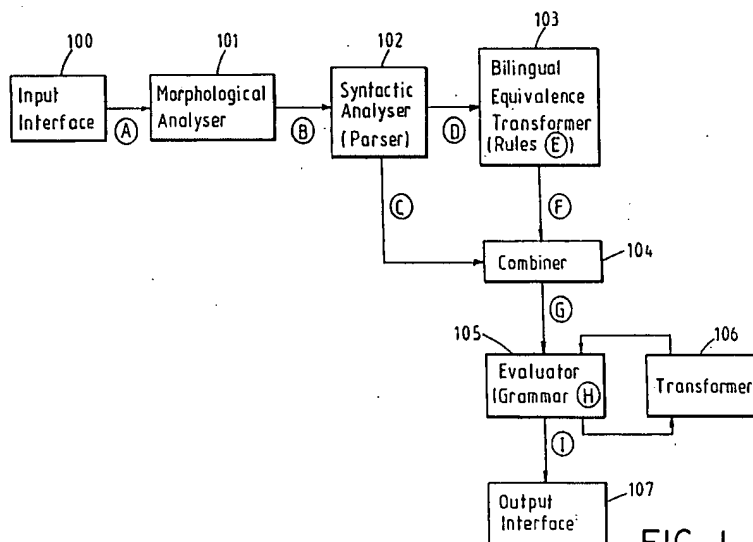 100
101
102
103
Input
Interface
Morphological
Analyser
Syntactic
Analyser
(Parser)
Bilingual
Equivalence
Transformer
(Rules E)
A
B
D
C
F
Combiner
104
G
105
106
Evaluator
(Grammar H
Transformer
I
Output
Interface
107
FIG. 1